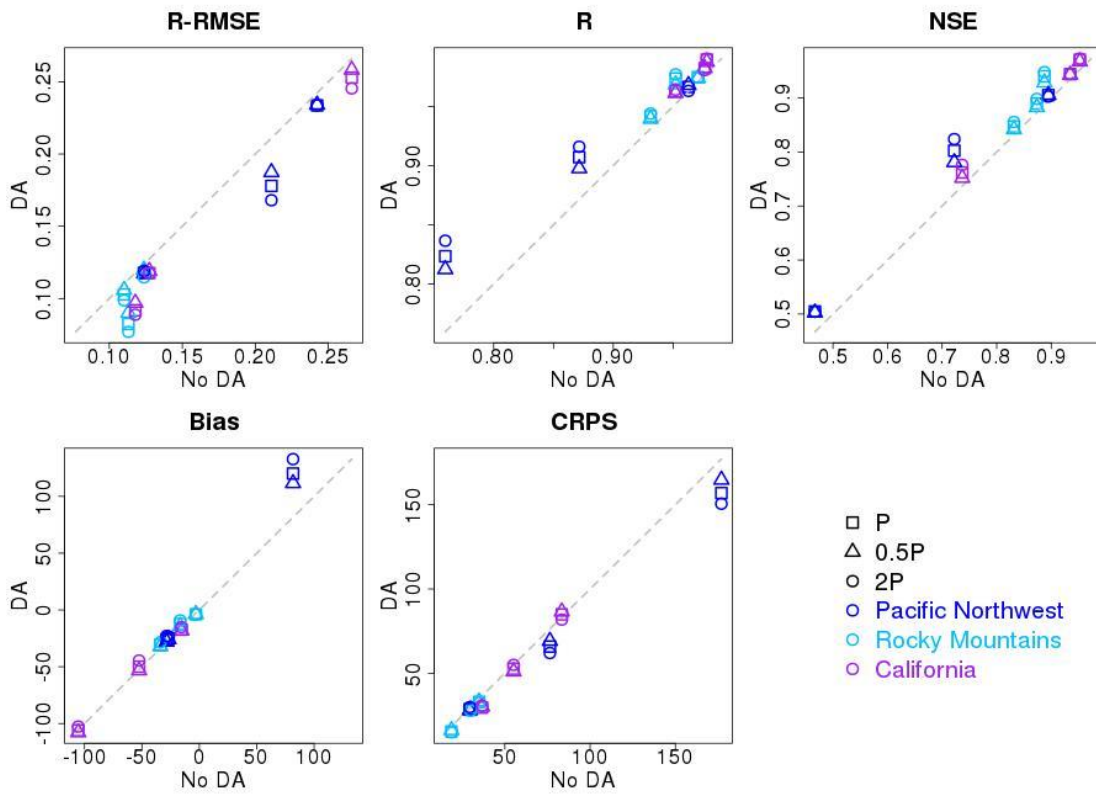 R-RMSE
R
NSE
DA
0.10 0.15 0.20 0.25
0.10 0.15 0.20 0.25
No DA
DA
0.80 0.90
0.80 0.90
No DA
DA
0.5 0.6 0.7 0.8 0.9
0.5 0.6 0.7 0.8 0.9
No DA
Bias
CRPS
DA
-100 -50 0 50 100
-100 -50 0 50 100
No DA
DA
50 100 150
50 100 150
No DA
P
0.5P
2P
Pacific Northwest
Rocky Mountains
California